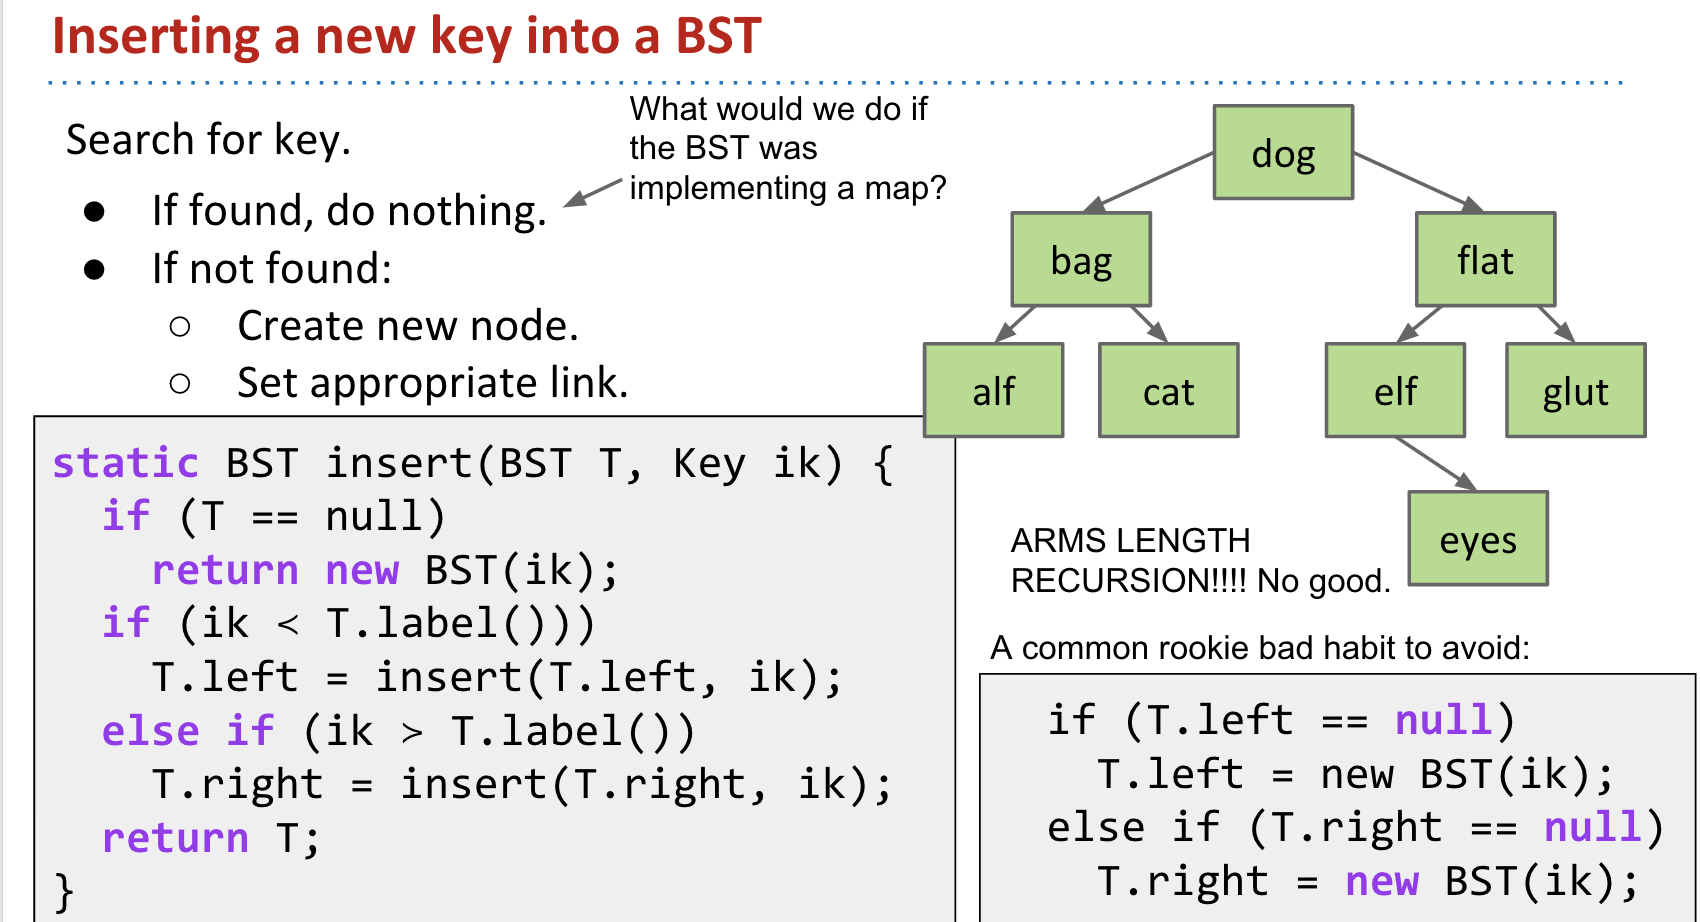 Inserting a new key into a BST
Search for key.
● If found, do nothing.
● If not found:
○ Create new node.
○ Set appropriate link.
What would we do if
the BST was
implementing a map?
dog
bag
flat
alf
cat
elf
glut
eyes
static BST insert(BST T, Key ik) {
  if (T == null)
    return new BST(ik);
  if (ik < T.label()))
    T.left = insert(T.left, ik);
  else if (ik > T.label())
    T.right = insert(T.right, ik);
  return T;
}
ARMS LENGTH
RECURSION!!!! No good.
A common rookie bad habit to avoid:
if (T.left == null)
  T.left = new BST(ik);
else if (T.right == null)
  T.right = new BST(ik);